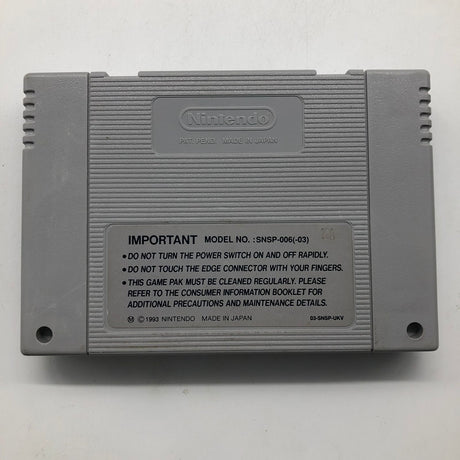 Nintendo
PAT. PEND. MADE IN JAPAN
IMPORTANT MODEL NO. :SNSP-006(-03)
• DO NOT TURN THE POWER SWITCH ON AND OFF RAPIDLY.
• DO NOT TOUCH THE EDGE CONNECTOR WITH YOUR FINGERS.
• THIS GAME PAK MUST BE CLEANED REGULARLY. PLEASE
REFER TO THE CONSUMER INFORMATION BOOKLET FOR
ADDITIONAL PRECAUTIONS AND MAINTENANCE DETAILS.
Ⓜ © 1993 NINTENDO MADE IN JAPAN 03-SNSP-UKV